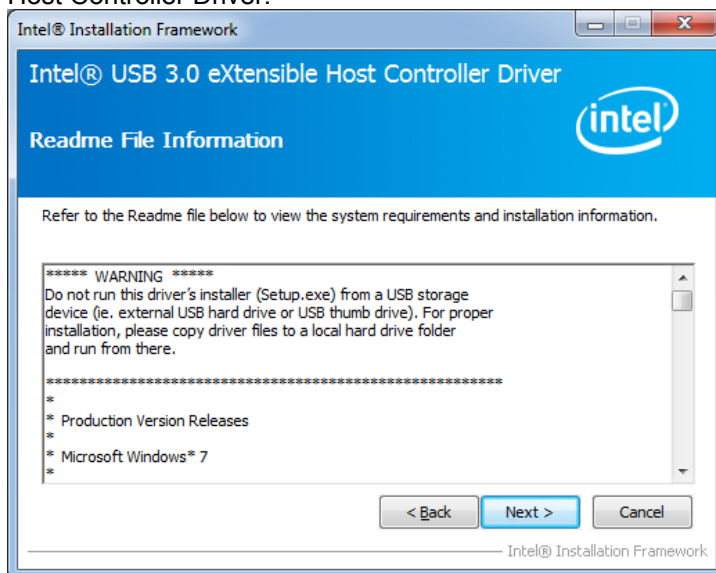 Host Controller Driver.
Intel® Installation Framework
Intel® USB 3.0 eXtensible Host Controller Driver
intel
Readme File Information
Refer to the Readme file below to view the system requirements and installation information.
***** WARNING *****
Do not run this driver's installer (Setup.exe) from a USB storage
device (ie. external USB hard drive or USB thumb drive). For proper
installation, please copy driver files to a local hard drive folder
and run from there.
*******************************************************
*
* Production Version Releases
*
* Microsoft Windows* 7
*
< Back
Next >
Cancel
Intel® Installation Framework